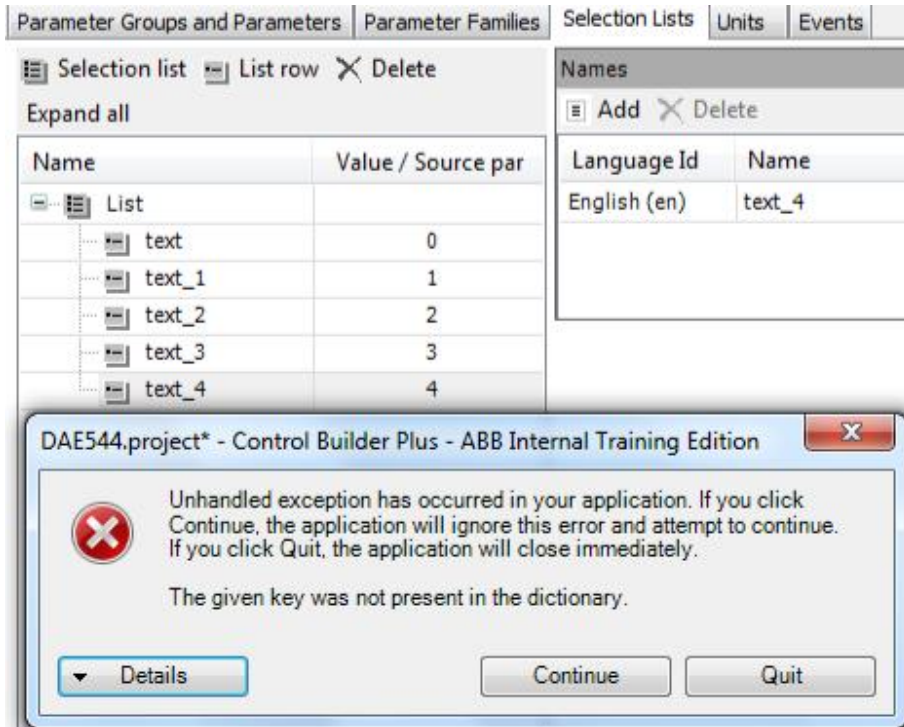 Parameter Groups and Parameters Parameter Families Selection Lists Units Events
Selection list List row Delete
Expand all
Name Value / Source par
List
text 0
text_1 1
text_2 2
text_3 3
text_4 4
Names
Add Delete
Language Id Name
English (en) text_4
DAE544.project* - Control Builder Plus - ABB Internal Training Edition
Unhandled exception has occurred in your application. If you click
Continue, the application will ignore this error and attempt to continue.
If you click Quit, the application will close immediately.
The given key was not present in the dictionary.
Details Continue Quit